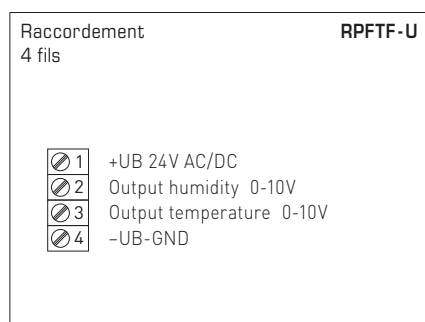 Raccordement RPFTF-U
4 fils
1 +UB 24V AC/DC
2 Output humidity 0-10V
3 Output temperature 0-10V
4 –UB-GND